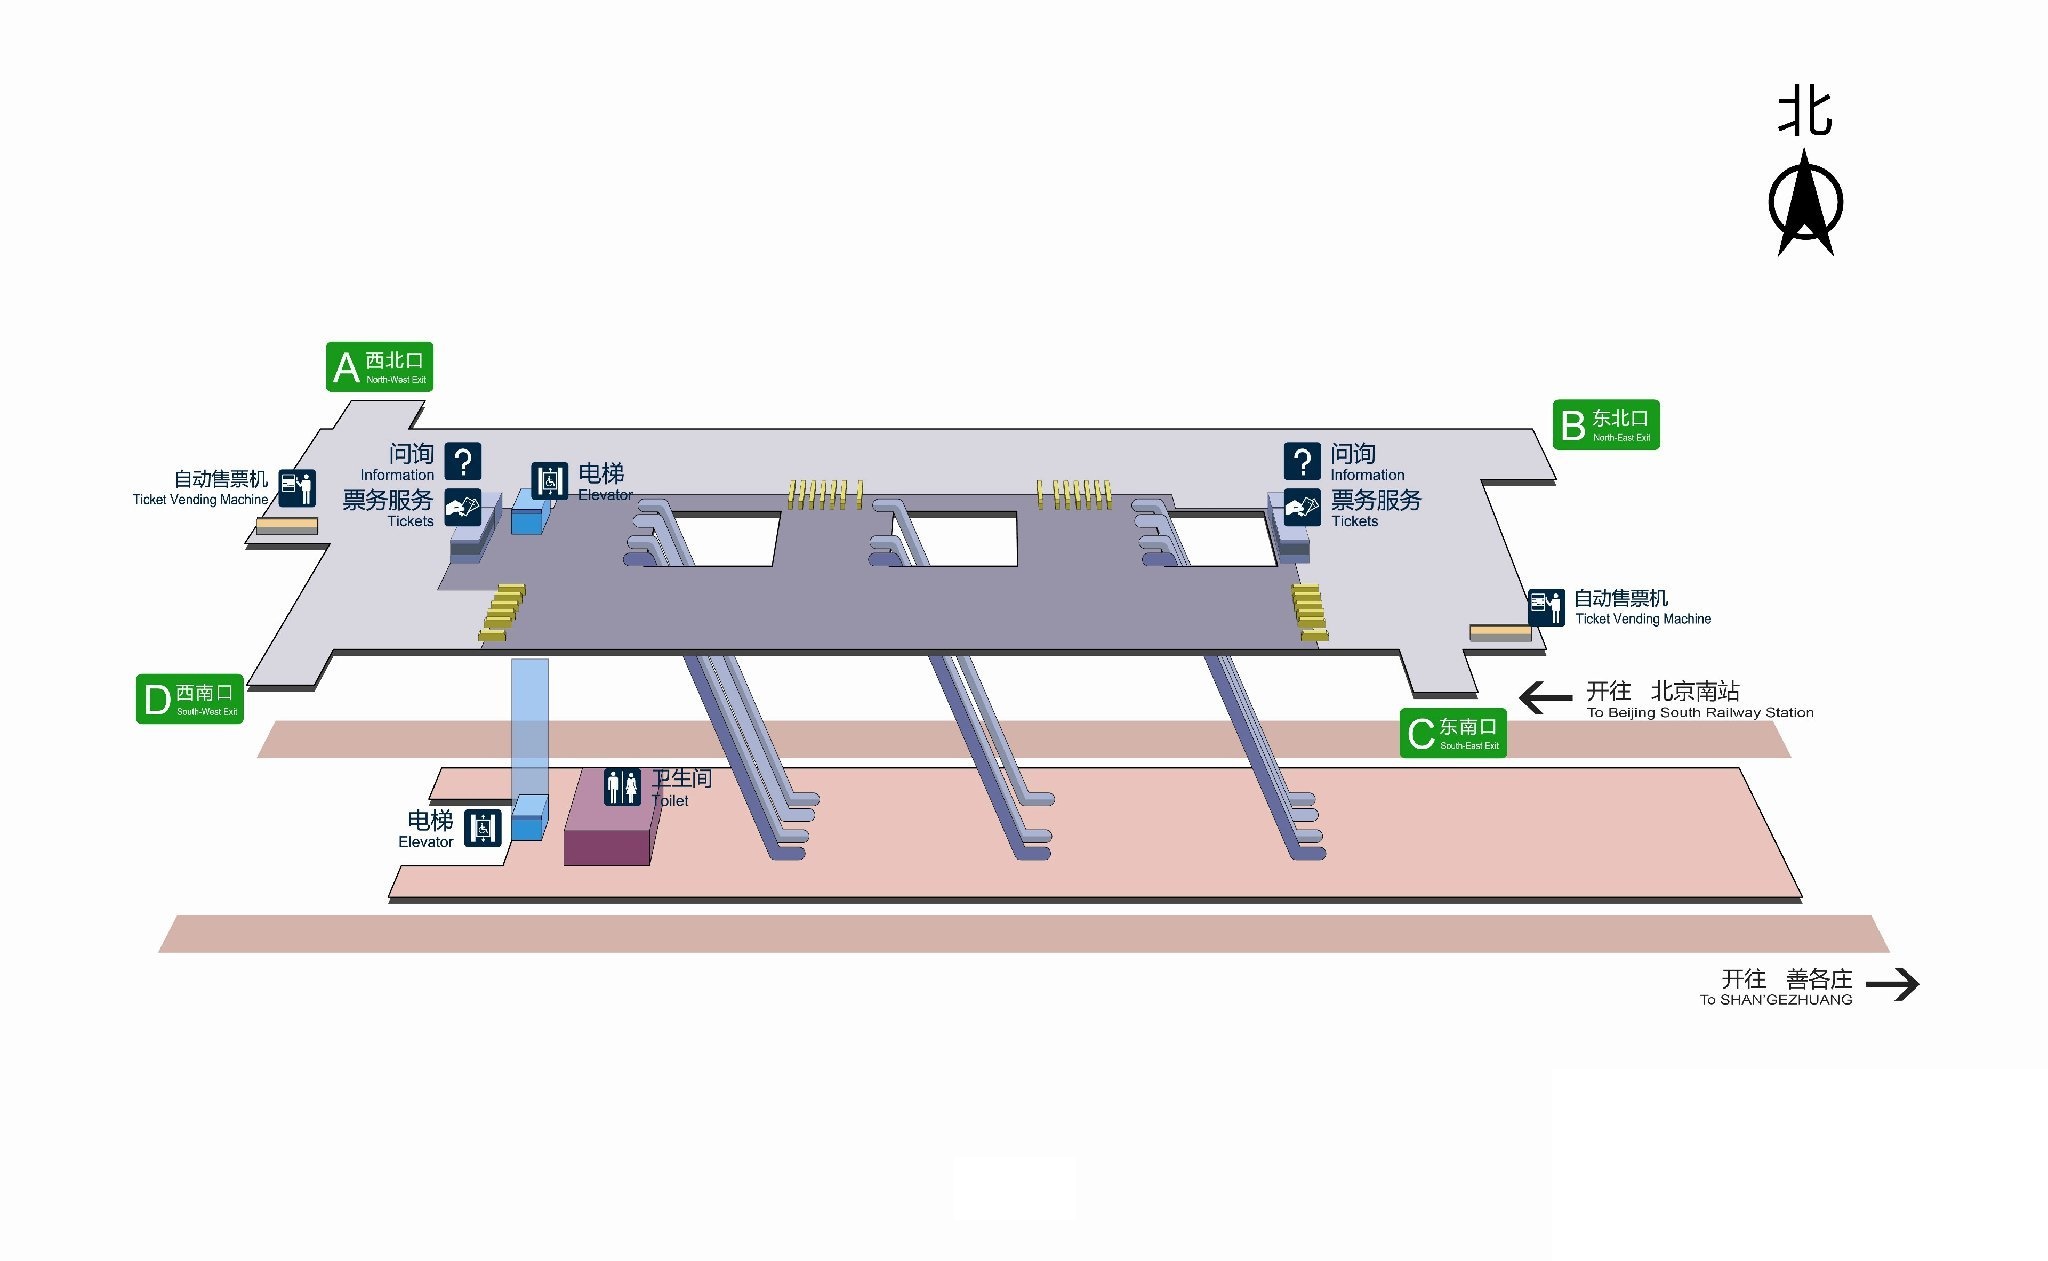 北
A 西北口
North-West Exit
B 东北口
North-East Exit
问询
Information
票务服务
Tickets
自动售票机
Ticket Vending Machine
电梯
Elevator
问询
Information
票务服务
Tickets
自动售票机
Ticket Vending Machine
D 西南口
South-West Exit
C 东南口
South-East Exit
开往 北京南站
To Beijing South Railway Station
卫生间
Toilet
电梯
Elevator
开往 善各庄
To SHAN'GEZHUANG